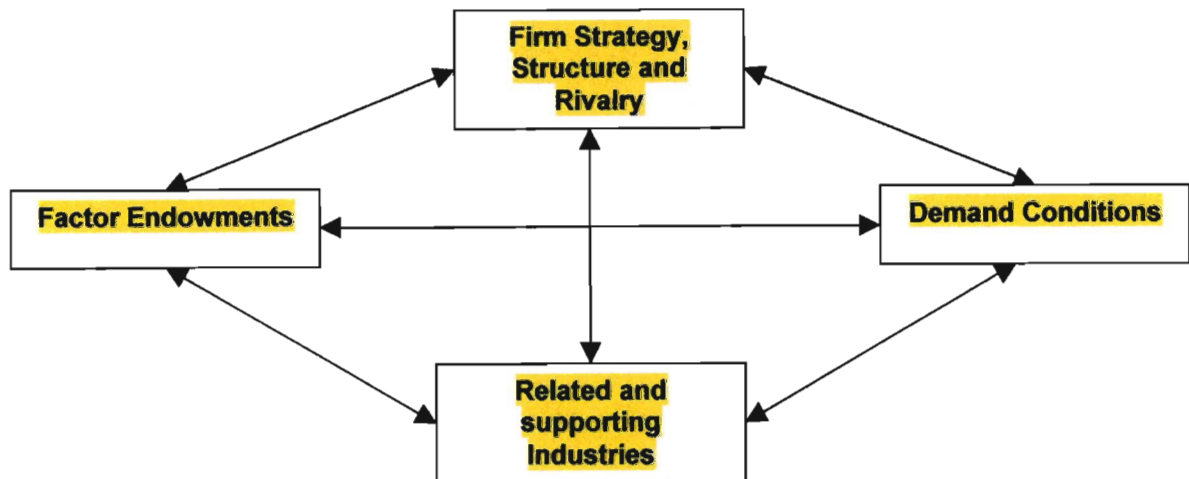 Firm Strategy,
Structure and
Rivalry
Factor Endowments
Demand Conditions
Related and
supporting
Industries